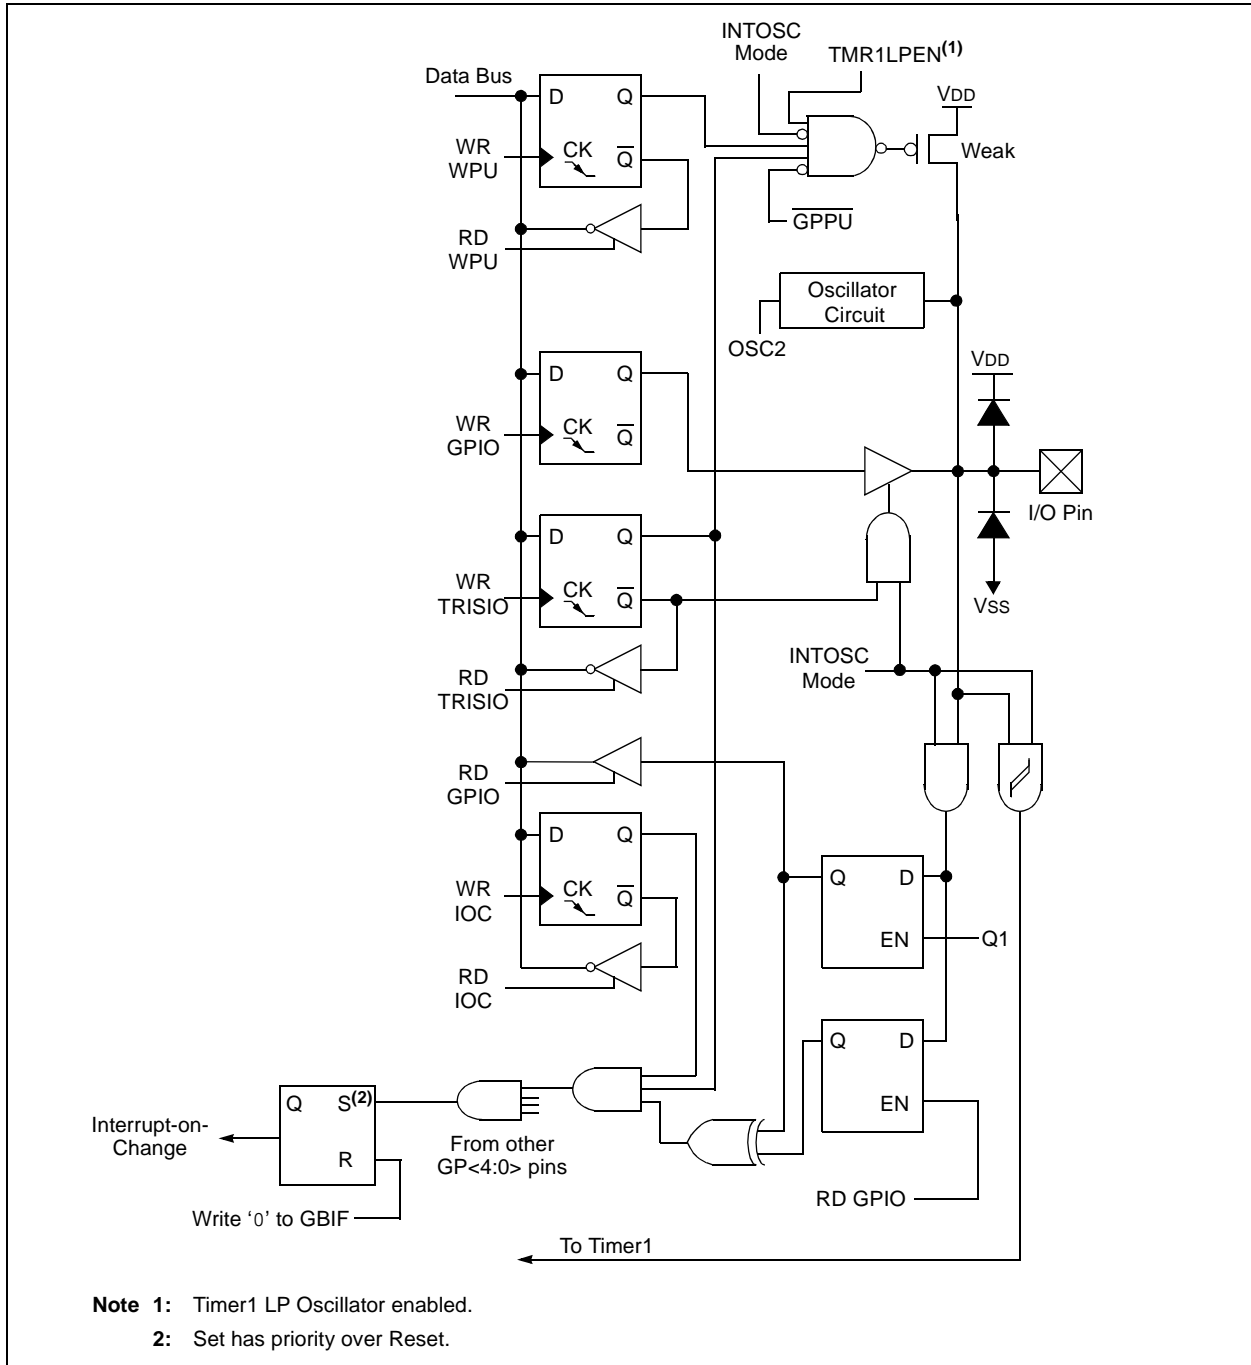 INTOSC
Mode
TMR1LPEN(1)
Data Bus
D
Q
VDD
WR
WPU
CK
Q
Weak
GPPU
RD
WPU
Oscillator
Circuit
OSC2
VDD
D
Q
WR
GPIO
CK
Q
I/O Pin
D
Q
WR
TRISIO
CK
Q
VSS
INTOSC
Mode
RD
TRISIO
RD
GPIO
D
Q
WR
IOC
CK
Q
Q
D
EN
Q1
RD
IOC
Q
D
EN
Q
S(2)
R
Interrupt-on-
Change
From other
GP<4:0> pins
RD GPIO
Write ‘0’ to GBIF
To Timer1
Note 1: Timer1 LP Oscillator enabled.
2: Set has priority over Reset.